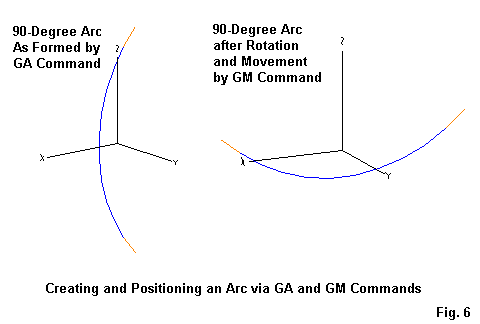 90-Degree Arc
As Formed by
GA Command
90-Degree Arc
after Rotation
and Movement
by GM Command
Z
X
Y
Z
X
Y
Creating and Positioning an Arc via GA and GM Commands
Fig. 6